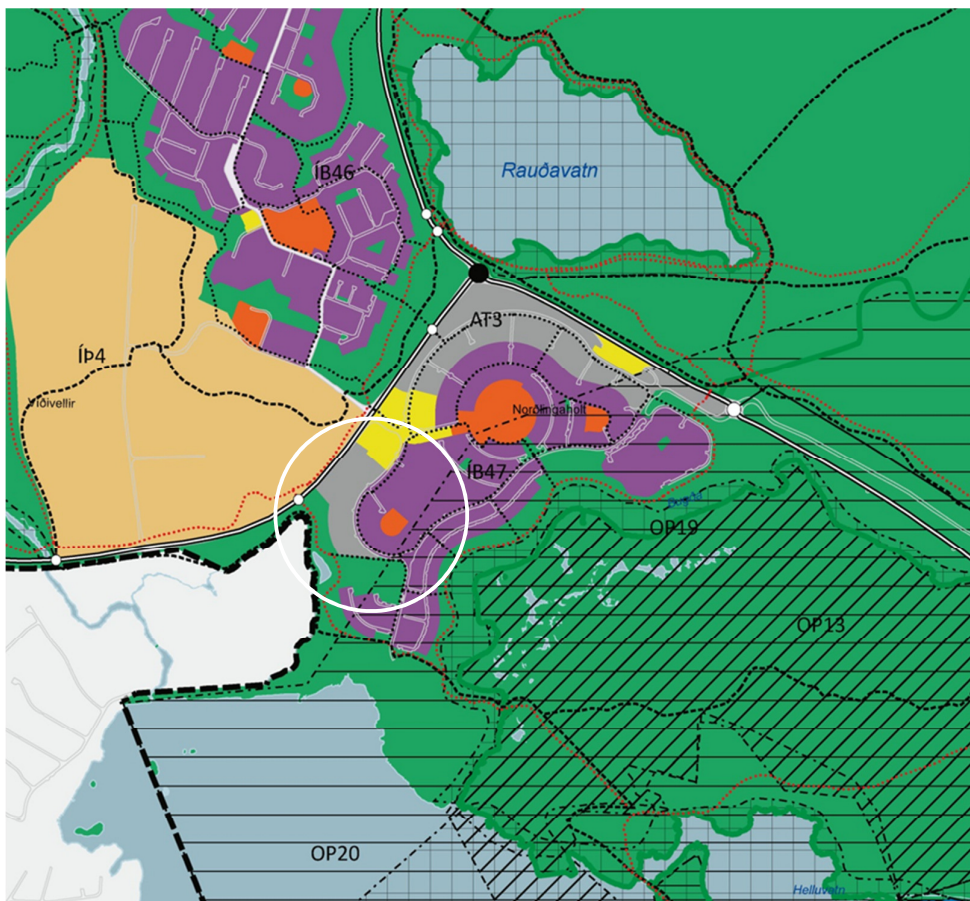 Rauðavatn
ÍB46
AT3
ÍÞ4
Víðivellir
Norðlingaholt
ÍB47
OP19
OP13
OP20
Helluvatn